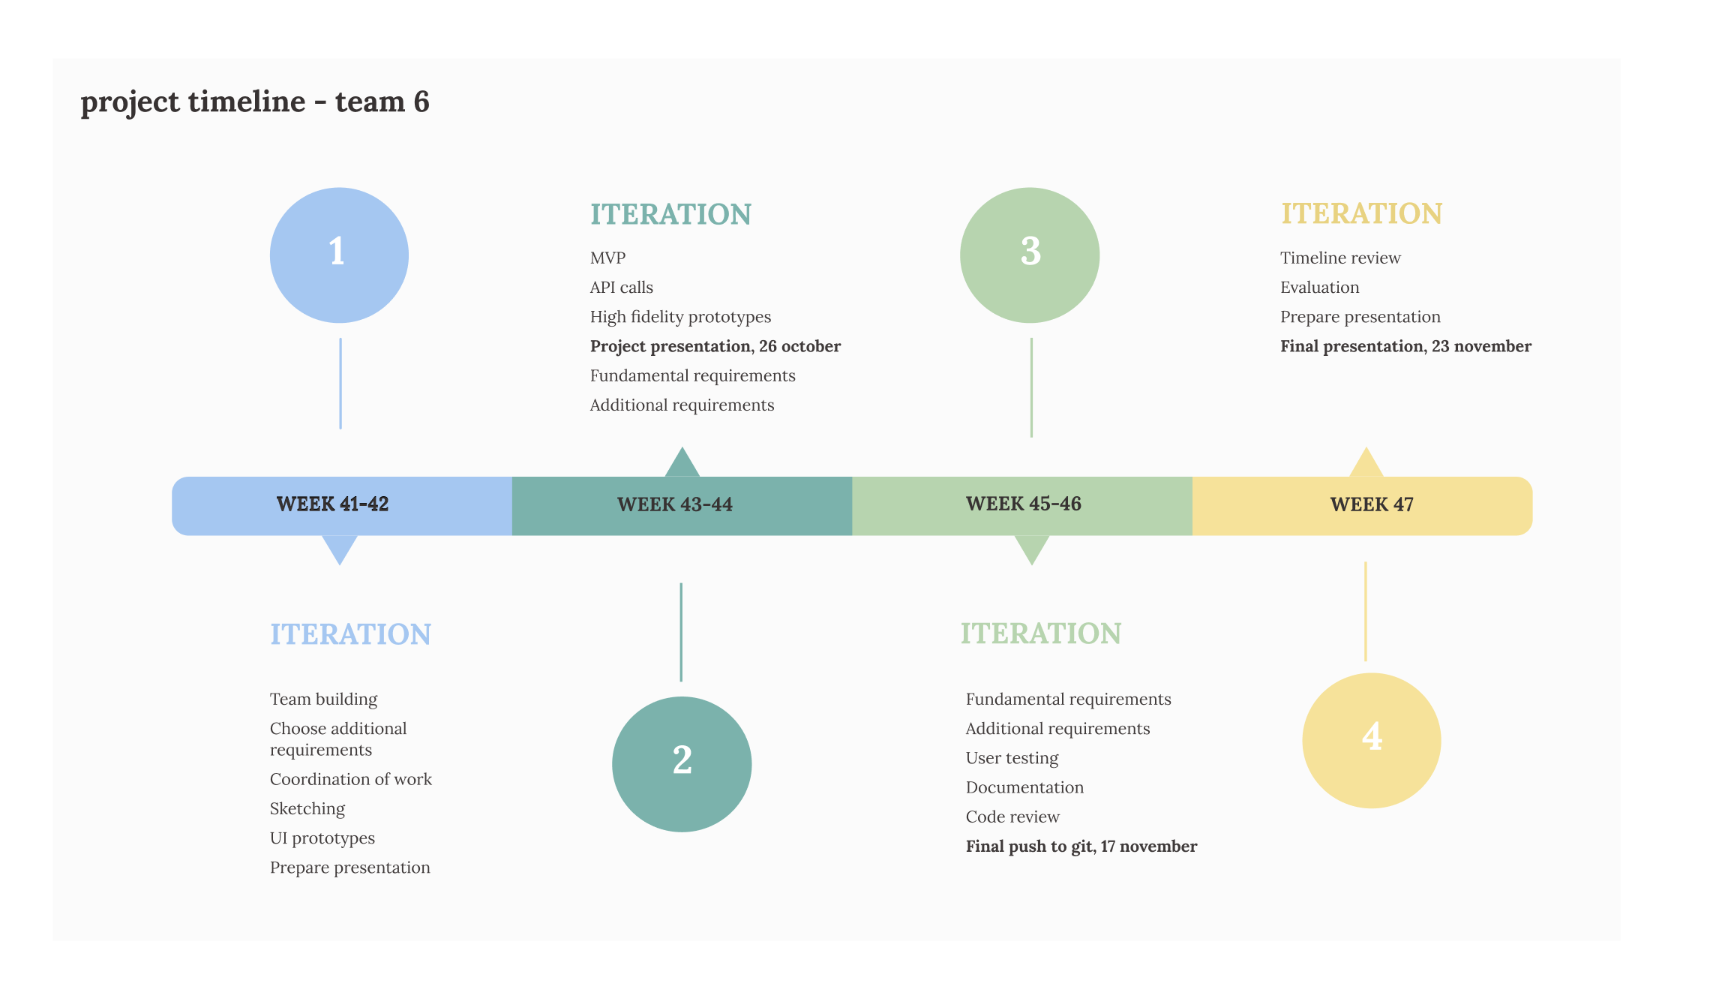 project timeline - team 6
1
ITERATION
MVP
API calls
High fidelity prototypes
Project presentation, 26 october
Fundamental requirements
Additional requirements
3
ITERATION
Timeline review
Evaluation
Prepare presentation
Final presentation, 23 november
WEEK 41-42
WEEK 43-44
WEEK 45-46
WEEK 47
ITERATION
Team building
Choose additional
requirements
Coordination of work
Sketching
UI prototypes
Prepare presentation
2
ITERATION
Fundamental requirements
Additional requirements
User testing
Documentation
Code review
Final push to git, 17 november
4